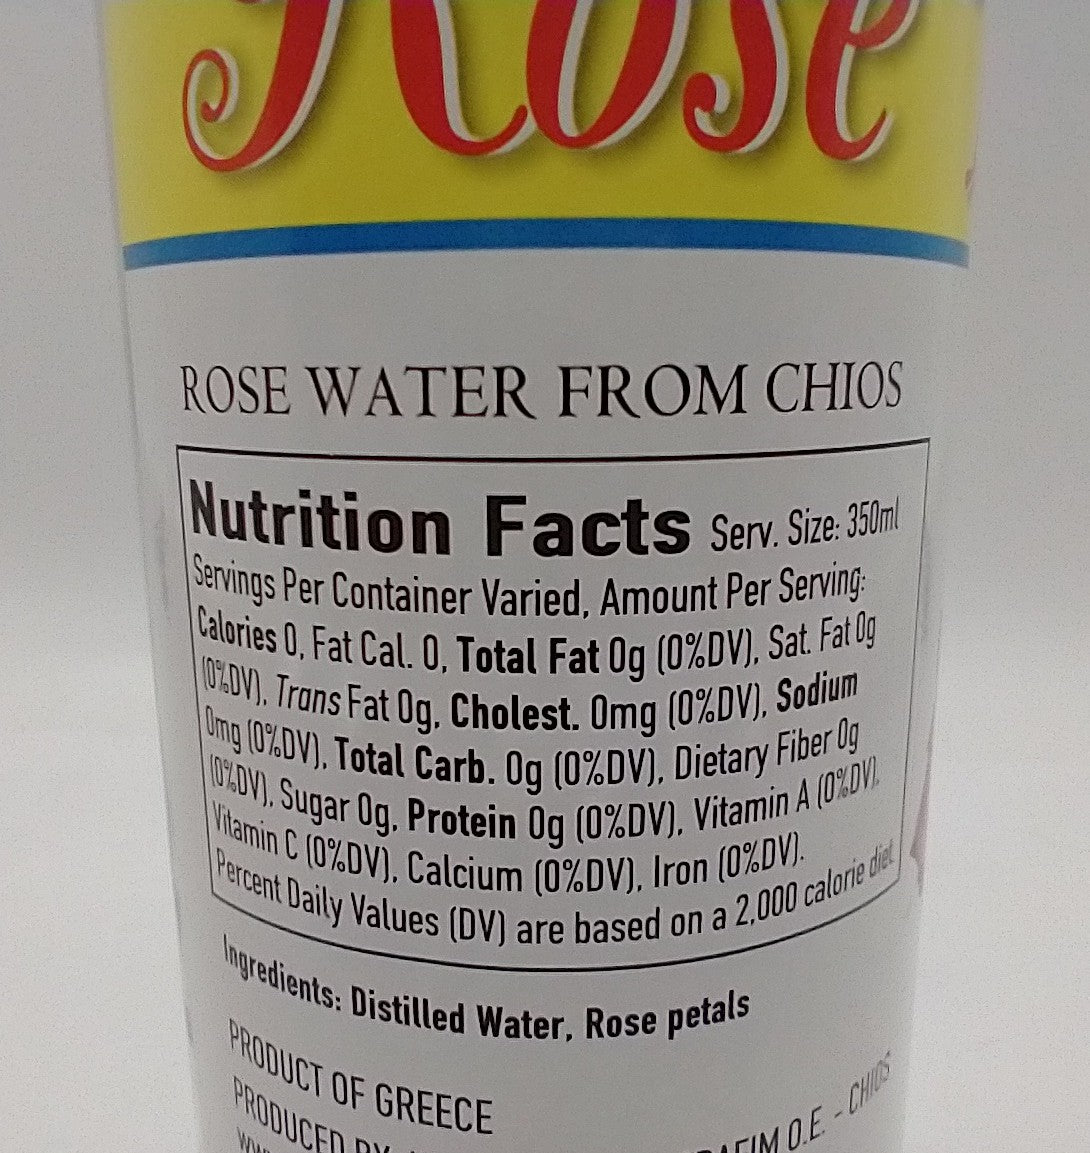 Rose
ROSE WATER FROM CHIOS
Nutrition Facts Serv. Size: 350ml
Servings Per Container Varied, Amount Per Serving:
Calories 0, Fat Cal. 0, Total Fat 0g (0%DV), Sat. Fat 0g
(0%DV), Trans Fat 0g, Cholest. 0mg (0%DV), Sodium
0mg (0%DV), Total Carb. 0g (0%DV), Dietary Fiber 0g
(0%DV), Sugar 0g, Protein 0g (0%DV), Vitamin A (0%DV),
Vitamin C (0%DV), Calcium (0%DV), Iron (0%DV).
Percent Daily Values (DV) are based on a 2,000 calorie diet
Ingredients: Distilled Water, Rose petals
PRODUCT OF GREECE
PRODUCED O.E. - CHIOS